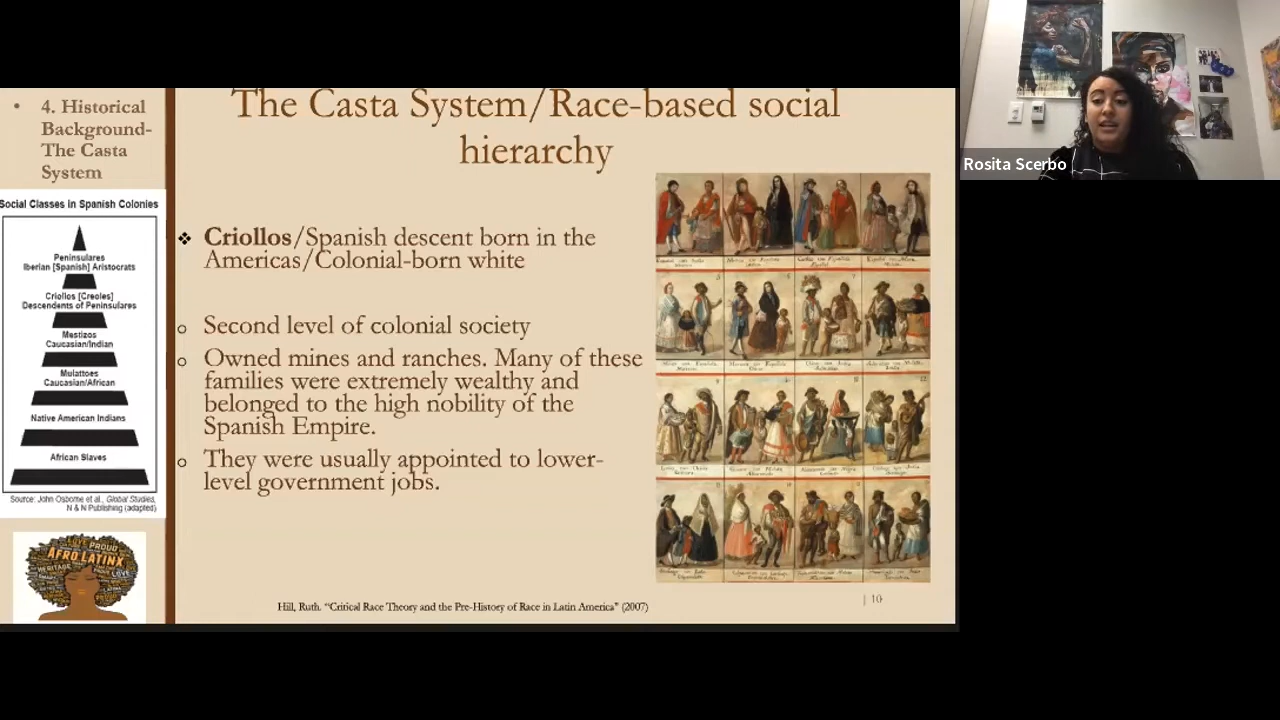 The Casta System/Race-based social
hierarchy
• 4. Historical
Background-
The Casta
System
Social Classes in Spanish Colonies
Peninsulares
Iberian [Spanish] Aristocrats
Criollos [Creoles]
Descendents of Peninsulares
Mestizos
Caucasian/Indian
Mulattoes
Caucasian/African
Native American Indians
African Slaves
Source: John Osborne et al., Global Studies,
N & N Publishing (adapted)
PROUD
AFRO LATINX
HERITAGE
LOVE
❖ Criollos/Spanish descent born in the
Americas/Colonial-born white
o Second level of colonial society
o Owned mines and ranches. Many of these
families were extremely wealthy and
belonged to the high nobility of the
Spanish Empire.
o They were usually appointed to lower-
level government jobs.
Hill, Ruth. “Critical Race Theory and the Pre-History of Race in Latin America” (2007)
| 10
Rosita Scerbo